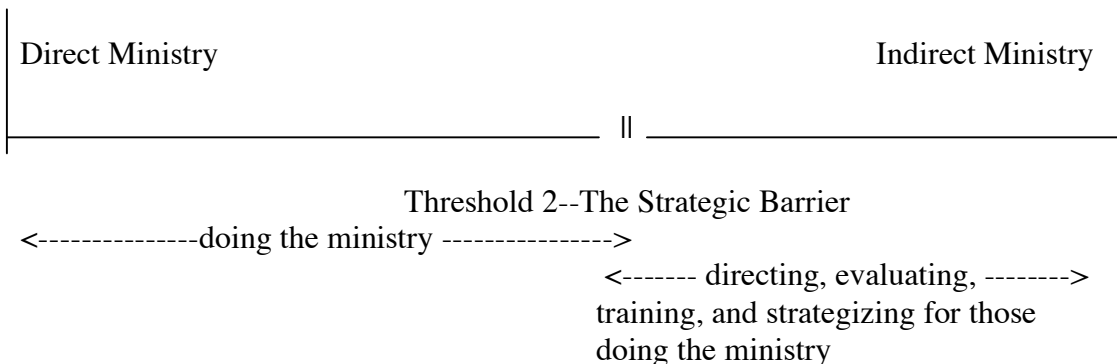 Direct Ministry Indirect Ministry
||
Threshold 2--The Strategic Barrier
<---------------doing the ministry ---------------->
<------- directing, evaluating, -------->
training, and strategizing for those
doing the ministry